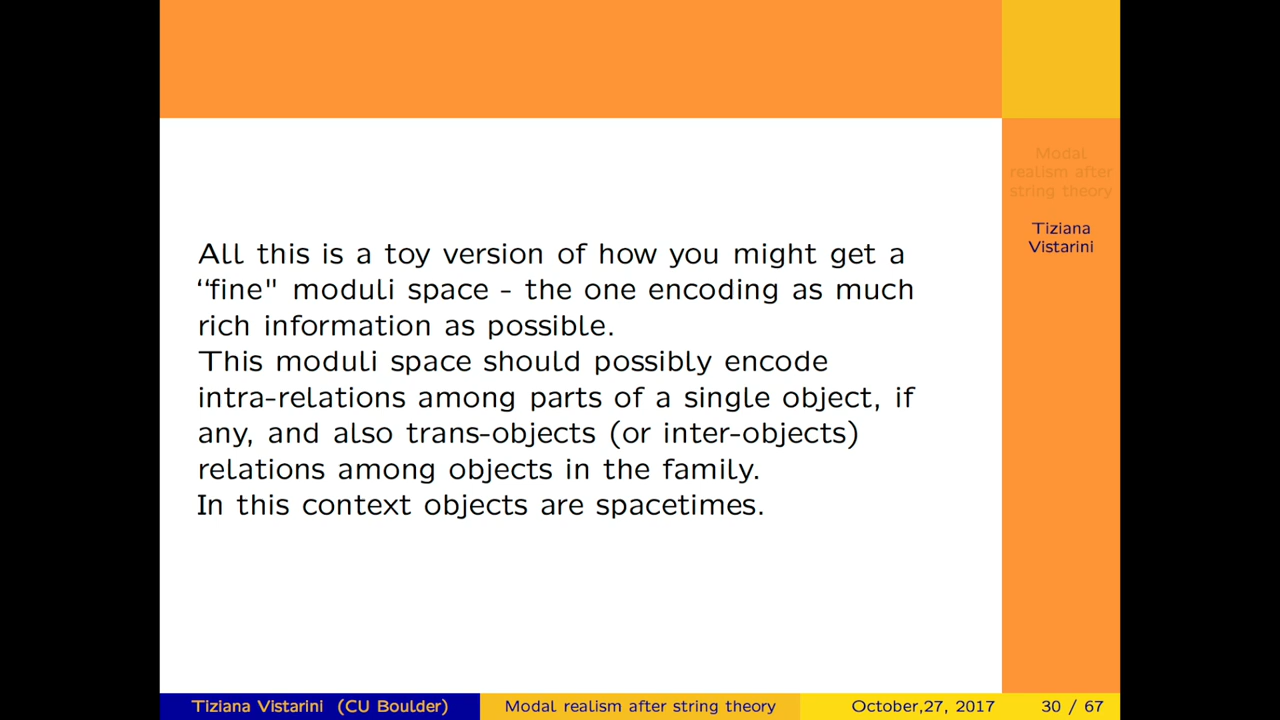 All this is a toy version of how you might get a
“fine" moduli space - the one encoding as much
rich information as possible.
This moduli space should possibly encode
intra-relations among parts of a single object, if
any, and also trans-objects (or inter-objects)
relations among objects in the family.
In this context objects are spacetimes.
Modal
realism after
string theory
Tiziana
Vistarini
Tiziana Vistarini (CU Boulder)
Modal realism after string theory
October,27, 2017
30 / 67